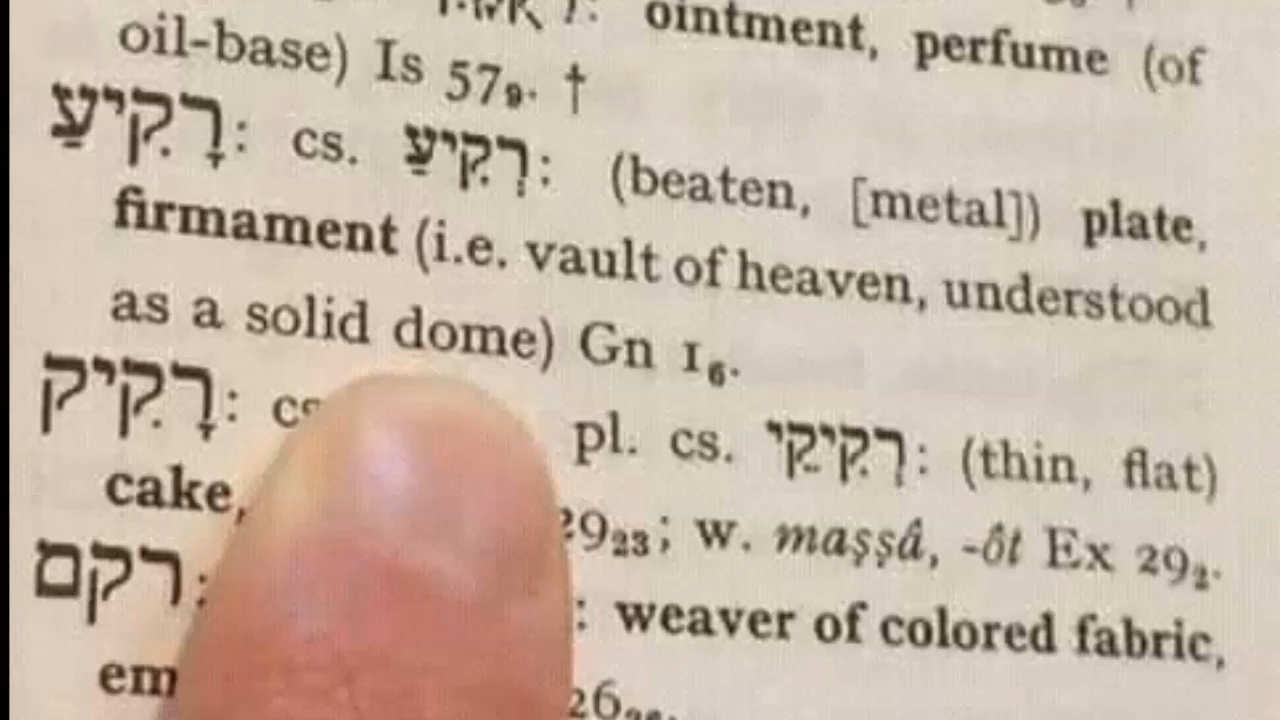 ointment, perfume (of
oil-base) Is 57₉. †
רָקִיעַ: cs. רְקִיעַ: (beaten, [metal]) plate,
firmament (i.e. vault of heaven, understood
as a solid dome) Gn 1₆.
רָקִיק: cs pl. cs. רְקִיקֵי: (thin, flat)
cake, 29₂₃; w. maṣṣâ, -ôt Ex 29₂.
רקם: : weaver of colored fabric,